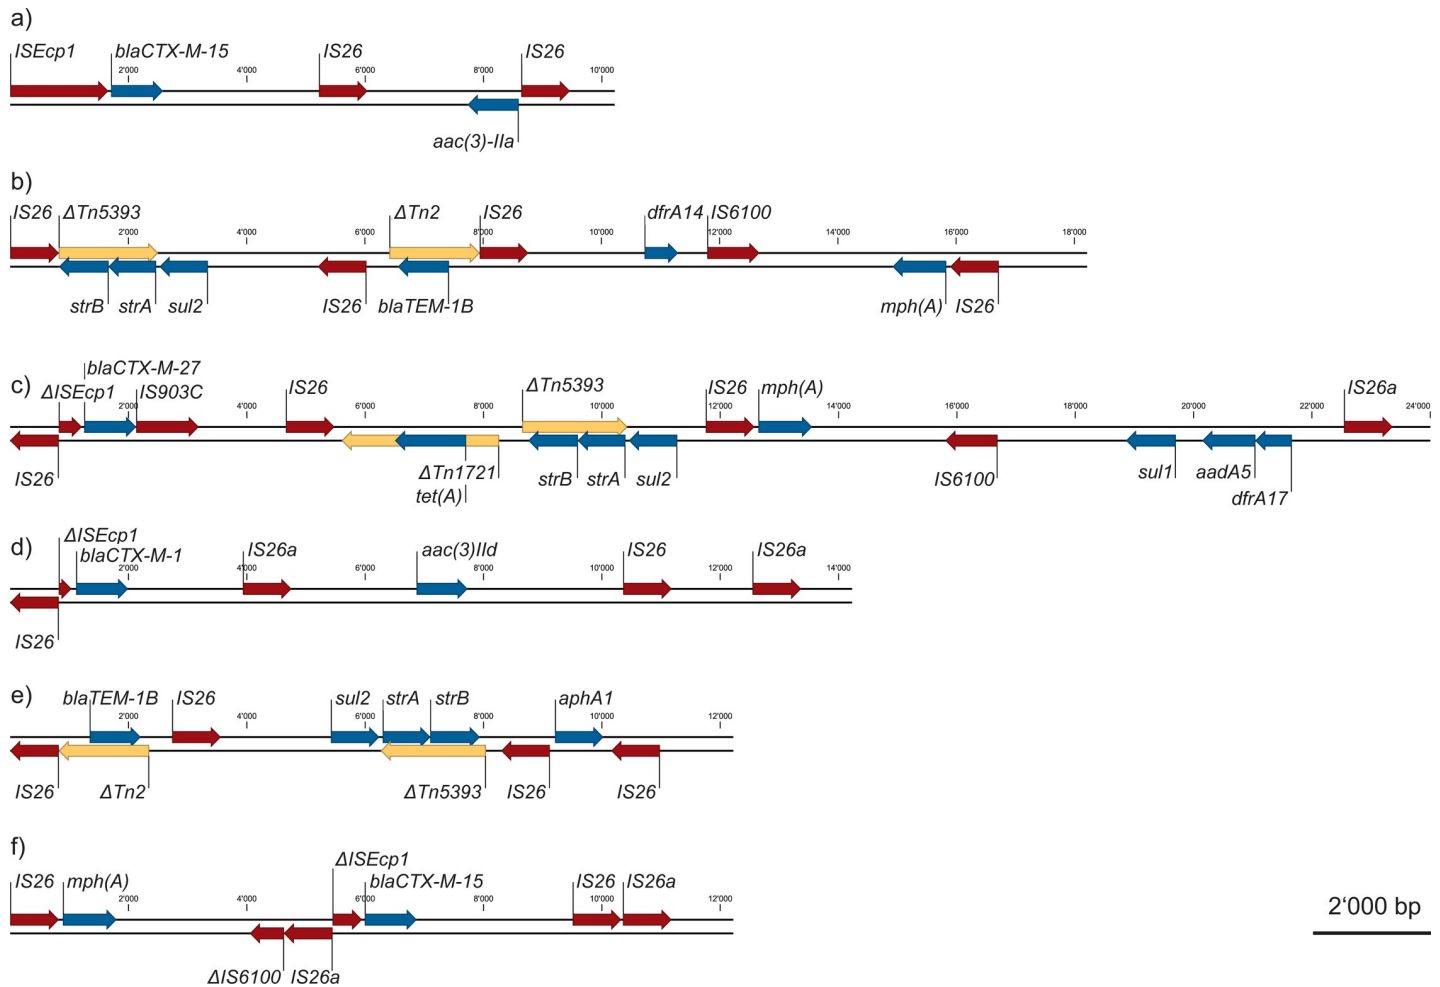 a)
ISEcp1 blaCTX-M-15 IS26 IS26
2'000 4'000 6'000 8'000 10'000
aac(3)-IIa
b)
IS26 ΔTn5393 ΔTn2 IS26 dfrA14 IS6100
2'000 4'000 6'000 8'000 10'000 12'000 14'000 16'000 18'000
strB strA sul2 IS26 blaTEM-1B mph(A) IS26
blaCTX-M-27
c) ΔISEcp1 IS903C IS26 ΔTn5393 IS26 mph(A) IS26a
2'000 4'000 6'000 8'000 10'000 12'000 14'000 16'000 18'000 20'000 22'000 24'000
IS26 ΔTn1721 strB strA sul2 IS6100 sul1 aadA5
tet(A) dfrA17
ΔISEcp1
d) blaCTX-M-1 IS26a aac(3)IId IS26 IS26a
2'000 4'000 6'000 8'000 10'000 12'000 14'000
IS26
e) blaTEM-1B IS26 sul2 strA strB aphA1
2'000 4'000 6'000 8'000 10'000 12'000
IS26 ΔTn2 ΔTn5393 IS26 IS26
f)
ΔISEcp1
IS26 mph(A) blaCTX-M-15 IS26 IS26a
2'000 4'000 6'000 8'000 10'000 12'000
2'000 bp
ΔIS6100 IS26a